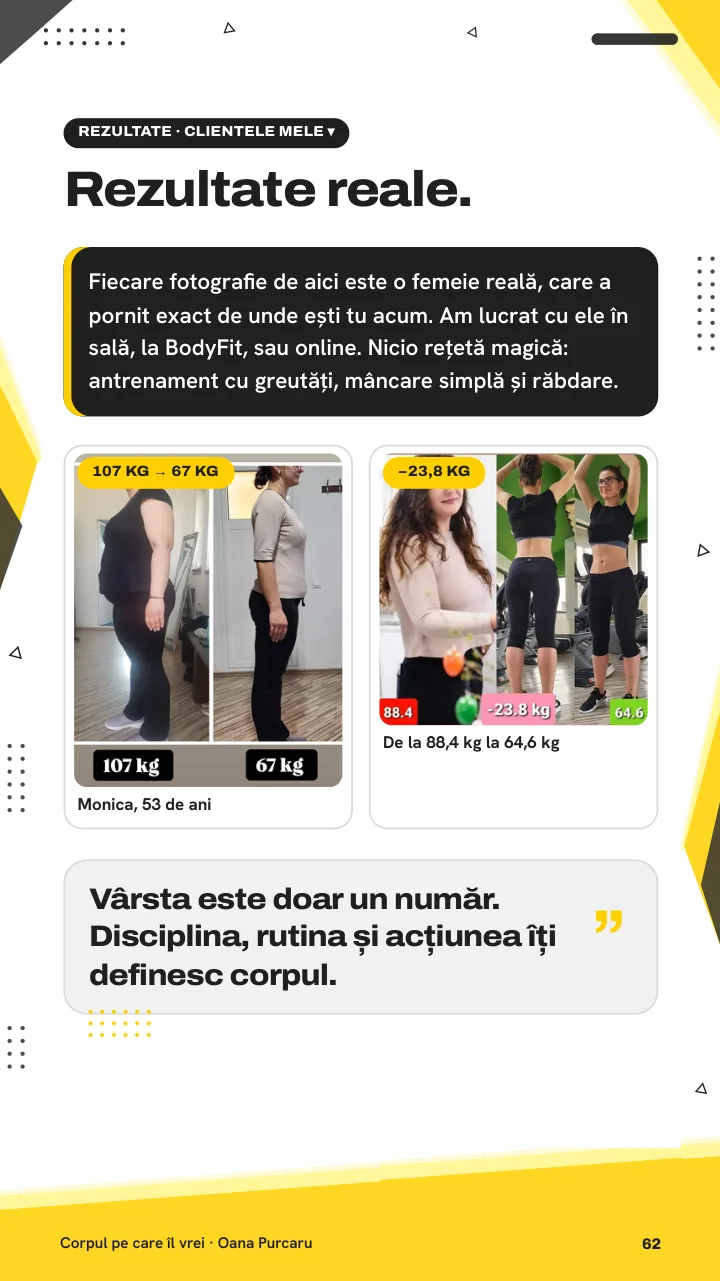 REZULTATE · CLIENTELE MELE ▾
Rezultate reale.
Fiecare fotografie de aici este o femeie reală, care a
pornit exact de unde ești tu acum. Am lucrat cu ele în
sală, la BodyFit, sau online. Nicio rețetă magică:
antrenament cu greutăți, mâncare simplă și răbdare.
107 KG → 67 KG
107 kg
67 kg
Monica, 53 de ani
−23,8 KG
88.4
-23.8 kg
64.6
De la 88,4 kg la 64,6 kg
Vârsta este doar un număr.
Disciplina, rutina și acțiunea îți
definesc corpul.
”
Corpul pe care îl vrei · Oana Purcaru
62